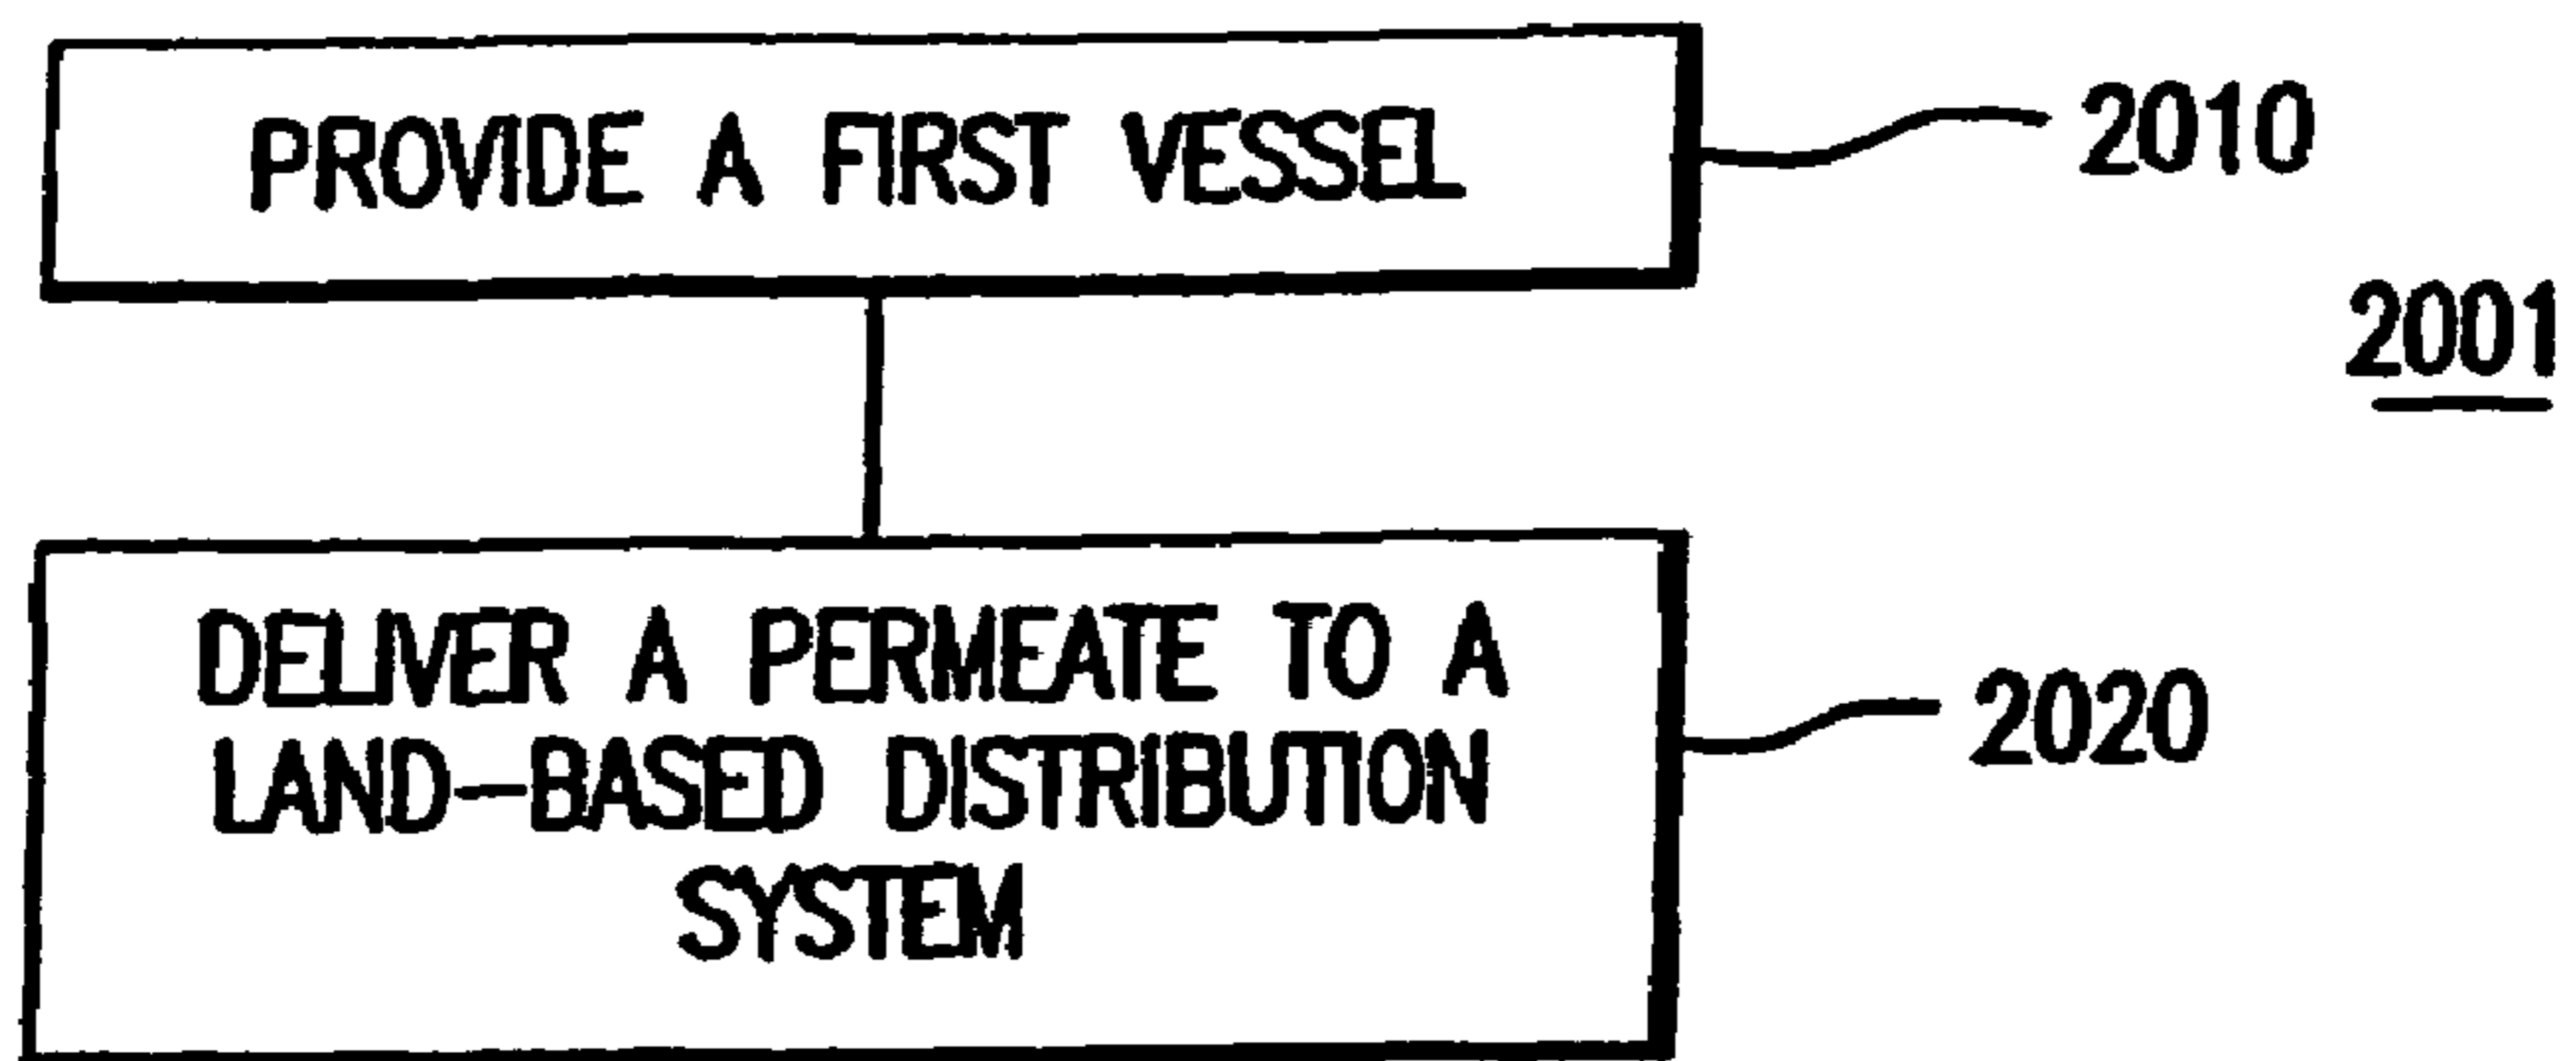 PROVIDE A FIRST VESSEL
2010
2001
DELIVER A PERMEATE TO A
LAND-BASED DISTRIBUTION
SYSTEM
2020